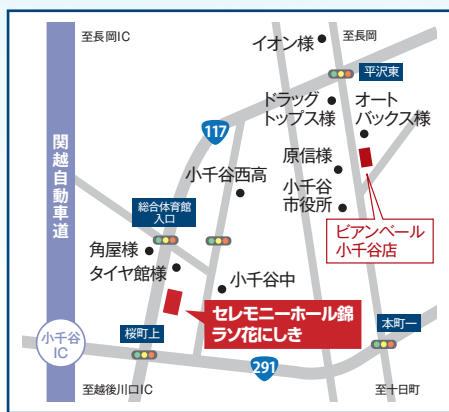 至長岡IC
イオン様
至長岡
平沢東
ドラッグ
トップス様
オート
バックス様
117
関越自動車道
原信様
小千谷西高
小千谷
市役所
総合体育館
入口
ビアンベール
小千谷店
角屋様
タイヤ館様
小千谷中
セレモニーホール錦
ラソ花にしき
小千谷
IC
桜町上
本町一
291
至越後川口IC
至十日町